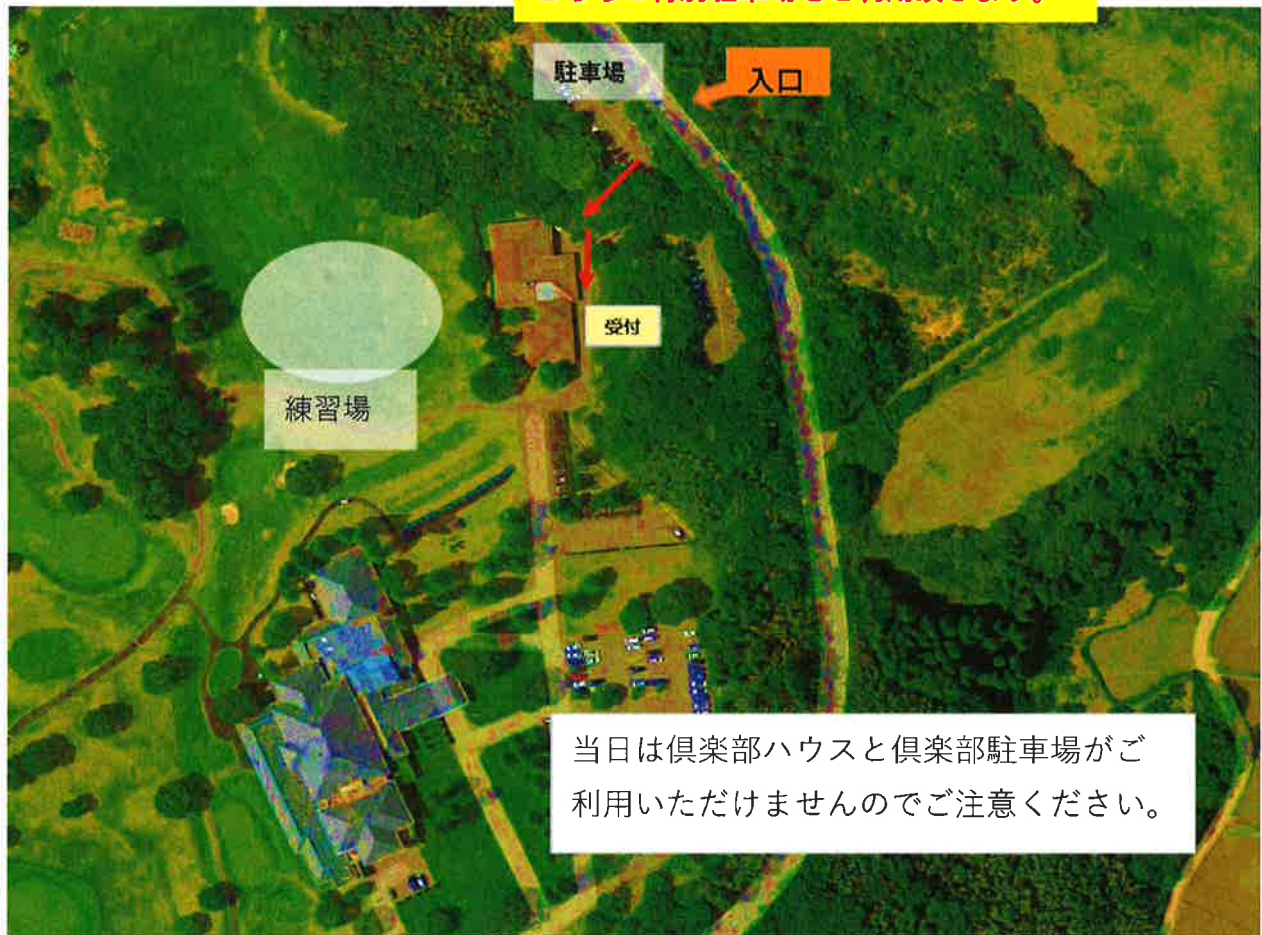 駐車場
入口
受付
練習場
当日は倶楽部ハウスと倶楽部駐車場がご
利用いただけませんのでご注意ください。